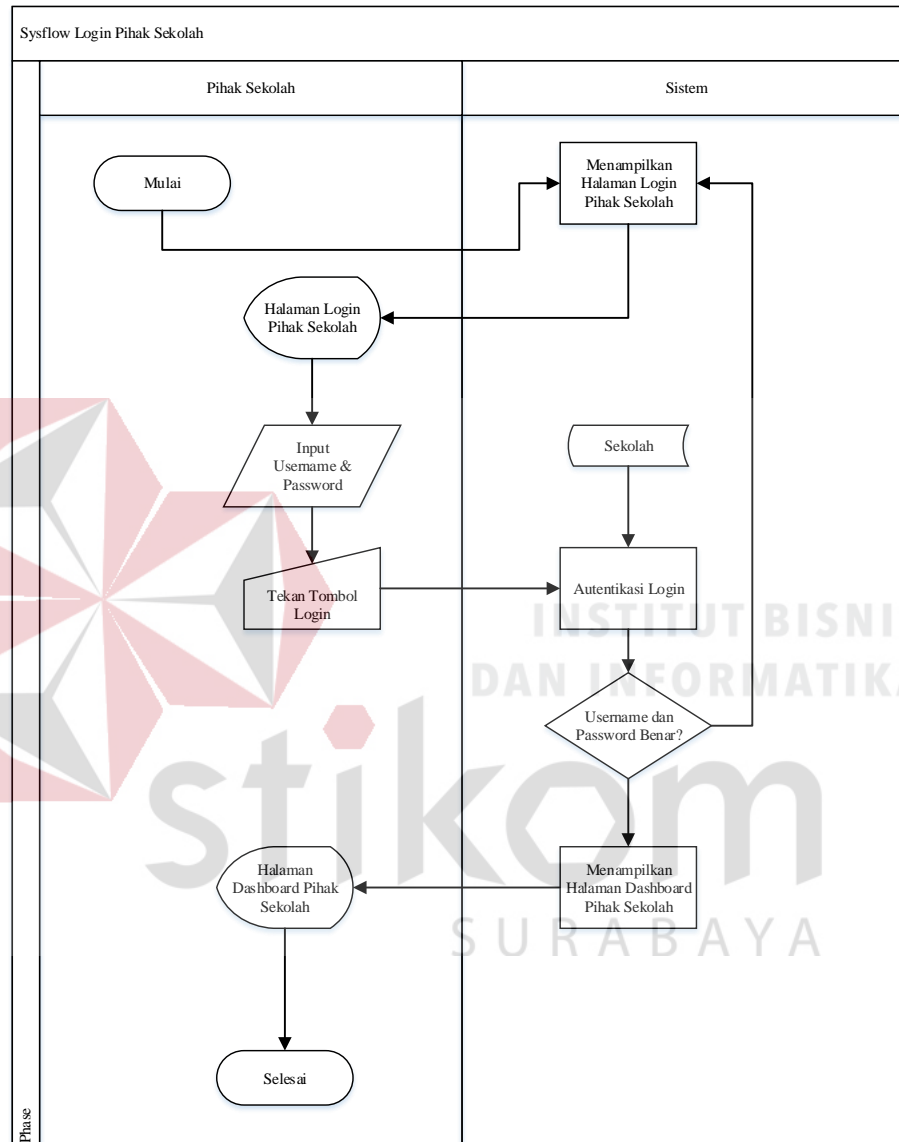 Sysflow Login Pihak Sekolah
Pihak Sekolah
Sistem
Mulai
Menampilkan
Halaman Login
Pihak Sekolah
Halaman Login
Pihak Sekolah
Input
Username &
Password
Sekolah
Tekan Tombol
Login
Autentikasi Login
INSTITUT BISNI
DAN INFORMATIKA
Username dan
Password Benar?
stikom
Halaman
Dashboard Pihak
Sekolah
Menampilkan
Halaman Dashboard
Pihak Sekolah
SURABAYA
Selesai
Phase